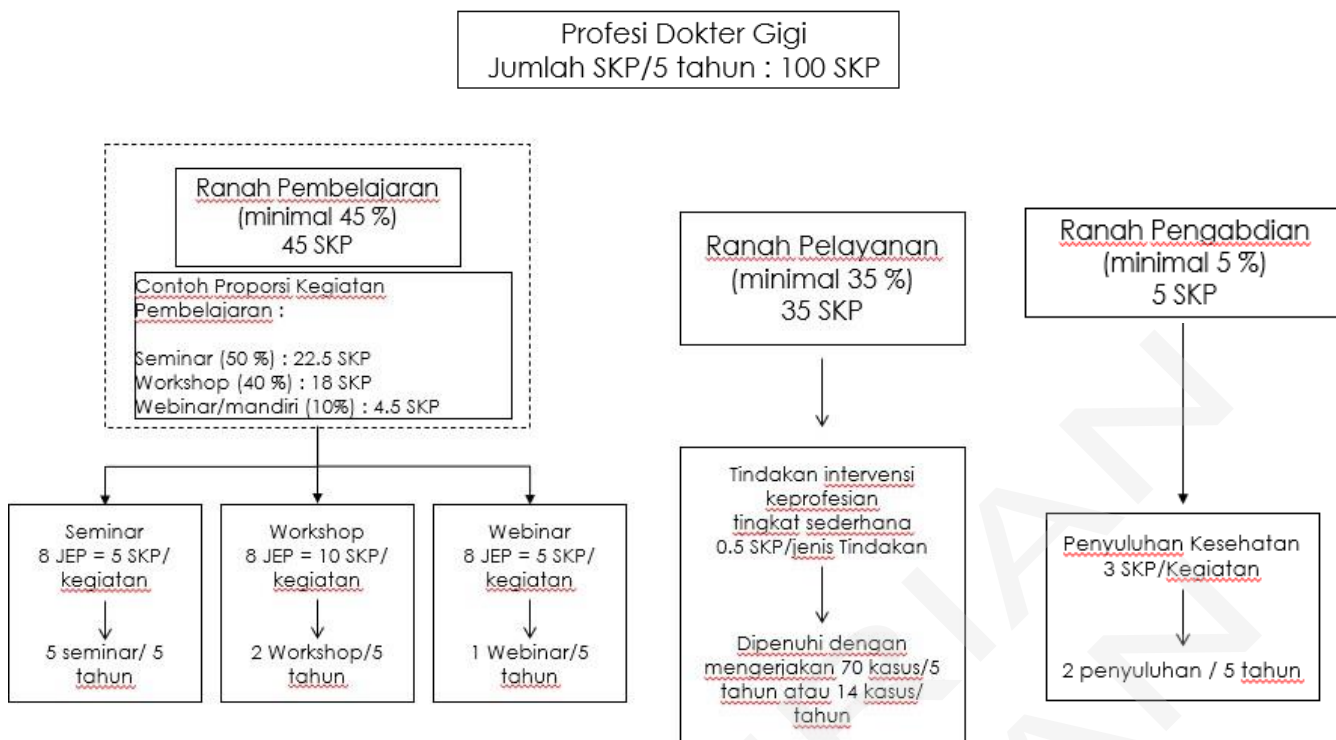 Profesi Dokter Gigi
Jumlah SKP/5 tahun : 100 SKP
Ranah Pembelajaran
(minimal 45 %)
45 SKP
Contoh Proporsi Kegiatan
Pembelajaran :
Seminar (50 %) : 22.5 SKP
Workshop (40 %) : 18 SKP
Webinar/mandiri (10%) : 4.5 SKP
Seminar
8 JEP = 5 SKP/
kegiatan
5 seminar/ 5
tahun
Workshop
8 JEP = 10 SKP/
kegiatan
2 Workshop/5
tahun
Webinar
8 JEP = 5 SKP/
kegiatan
1 Webinar/5
tahun
Ranah Pelayanan
(minimal 35 %)
35 SKP
Tindakan intervensi
keprofesian
tingkat sederhana
0.5 SKP/jenis Tindakan
Dipenuhi dengan
mengerjakan 70 kasus/5
tahun atau 14 kasus/
tahun
Ranah Pengabdian
(minimal 5 %)
5 SKP
Penyuluhan Kesehatan
3 SKP/Kegiatan
2 penyuluhan / 5 tahun